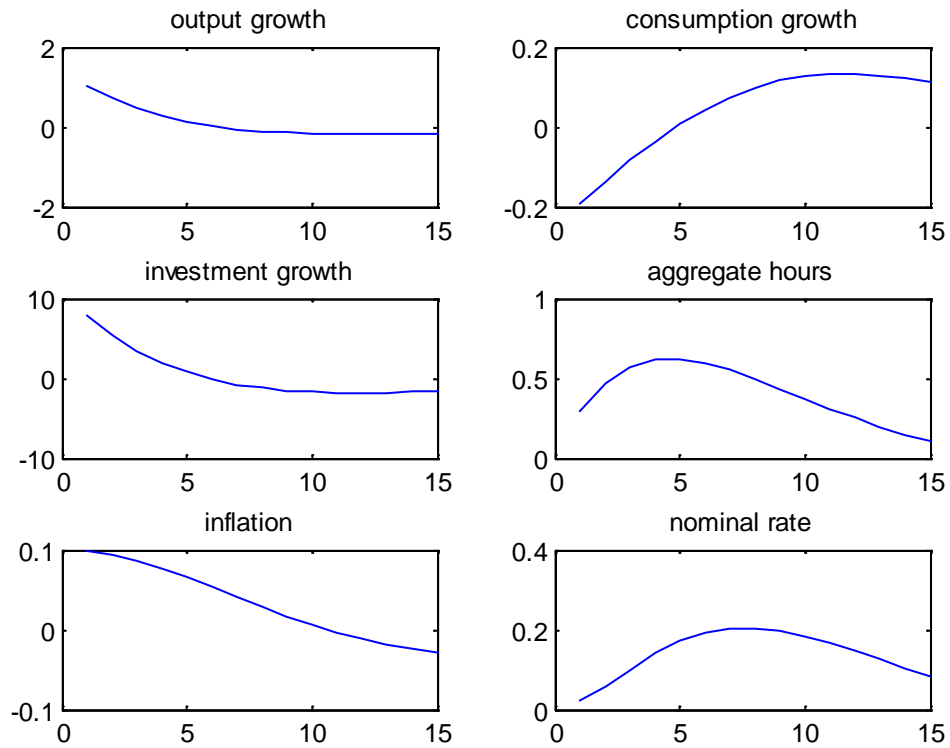 output growth
2
0
-2
0 5 10 15
consumption growth
0.2
0
-0.2
0 5 10 15
investment growth
10
0
-10
0 5 10 15
aggregate hours
1
0.5
0
0 5 10 15
inflation
0.1
0
-0.1
0 5 10 15
nominal rate
0.4
0.2
0
0 5 10 15